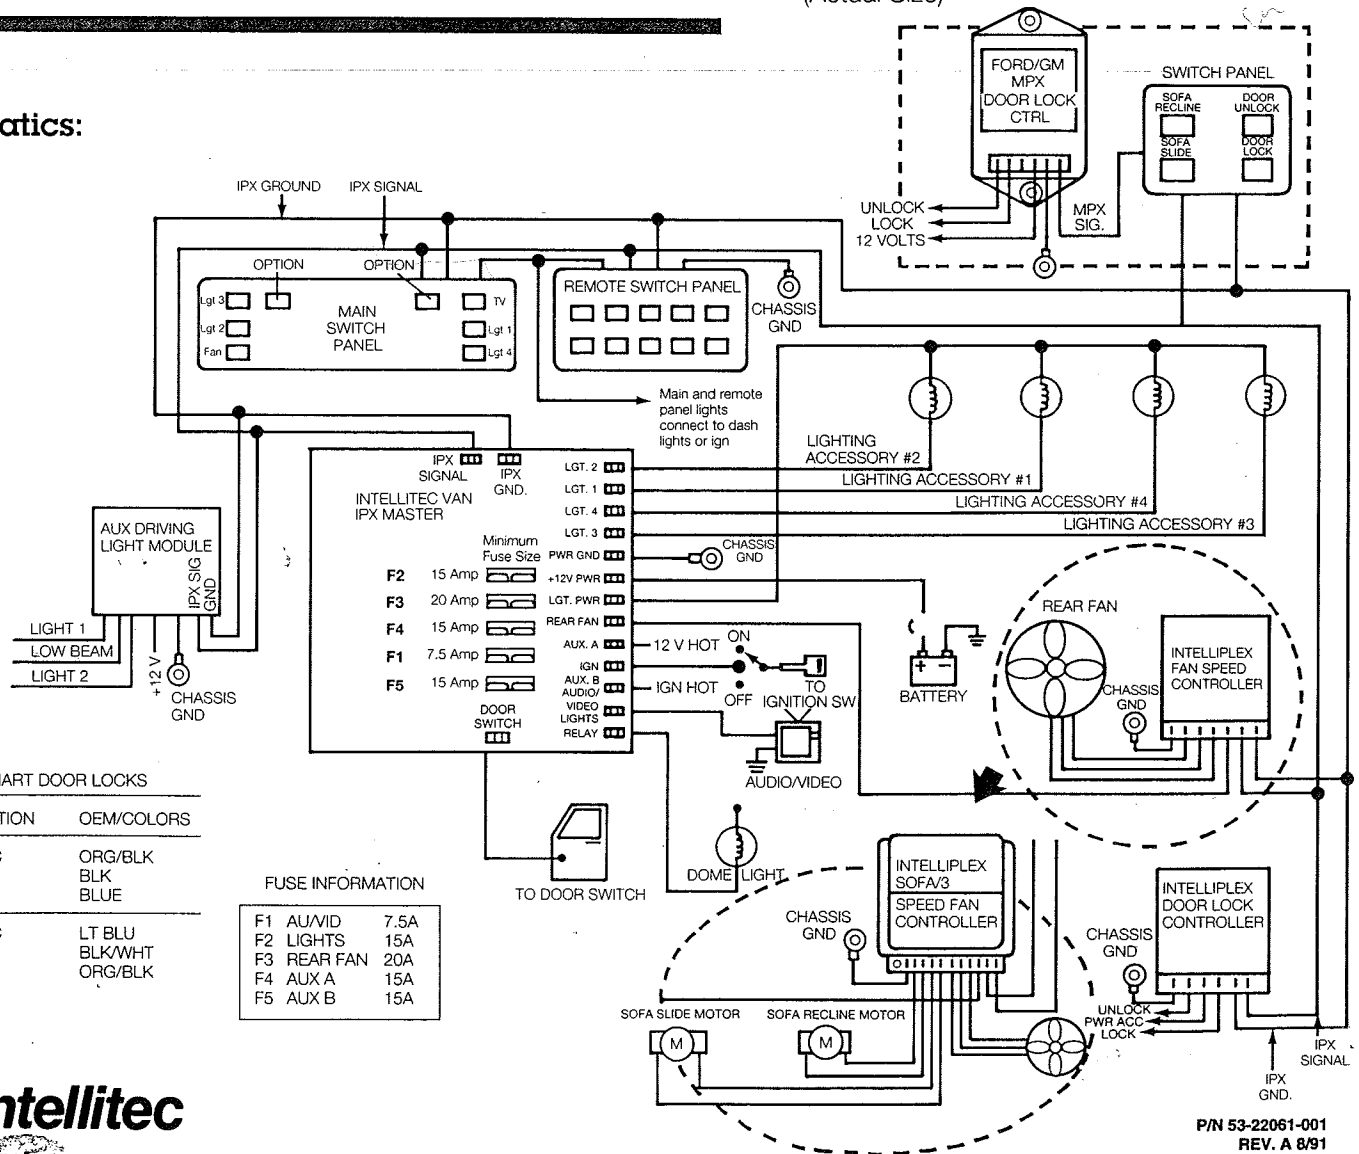 (Actual Size)
atics:
FORD/GM
MPX
DOOR LOCK
CTRL
SWITCH PANEL
SOFA
RECLINE
DOOR
UNLOCK
SOFA
SLIDE
DOOR
LOCK
UNLOCK
LOCK
12 VOLTS
MPX
SIG.
IPX GROUND
IPX SIGNAL
OPTION
OPTION
Lgt 3
Lgt 2
Fan
MAIN
SWITCH
PANEL
TV
Lgt 1
Lgt 4
REMOTE SWITCH PANEL
CHASSIS
GND
Main and remote
panel lights
connect to dash
lights or ign
LIGHTING
ACCESSORY #2
LIGHTING ACCESSORY #1
LIGHTING ACCESSORY #4
LIGHTING ACCESSORY #3
IPX
SIGNAL
IPX
GND.
INTELLITEC VAN
IPX MASTER
Minimum
Fuse Size
F2 15 Amp
F3 20 Amp
F4 15 Amp
F1 7.5 Amp
F5 15 Amp
DOOR
SWITCH
LGT. 2
LGT. 1
LGT. 4
LGT. 3
PWR GND
+12V PWR
LGT. PWR
REAR FAN
AUX. A
IGN
AUX. B
AUDIO/
VIDEO
LIGHTS
RELAY
CHASSIS
GND
12 V HOT
IGN HOT
ON
OFF
TO
IGNITION SW
BATTERY
AUDIO/VIDEO
AUX DRIVING
LIGHT MODULE
IPX SIG
GND
LIGHT 1
LOW BEAM
LIGHT 2
+12 V
CHASSIS
GND
REAR FAN
CHASSIS
GND
INTELLIPLEX
FAN SPEED
CONTROLLER
ART DOOR LOCKS
TION OEM/COLORS
ORG/BLK
BLK
BLUE
LT BLU
BLK/WHT
ORG/BLK
FUSE INFORMATION
F1 AU/VID 7.5A
F2 LIGHTS 15A
F3 REAR FAN 20A
F4 AUX A 15A
F5 AUX B 15A
TO DOOR SWITCH
DOME LIGHT
INTELLIPLEX
SOFA/3
SPEED FAN
CONTROLLER
CHASSIS
GND
SOFA SLIDE MOTOR
M
SOFA RECLINE MOTOR
M
INTELLIPLEX
DOOR LOCK
CONTROLLER
CHASSIS
GND
UNLOCK
PWR ACC
LOCK
IPX
SIGNAL
IPX
GND.
ntellitec
P/N 53-22061-001
REV. A 8/91